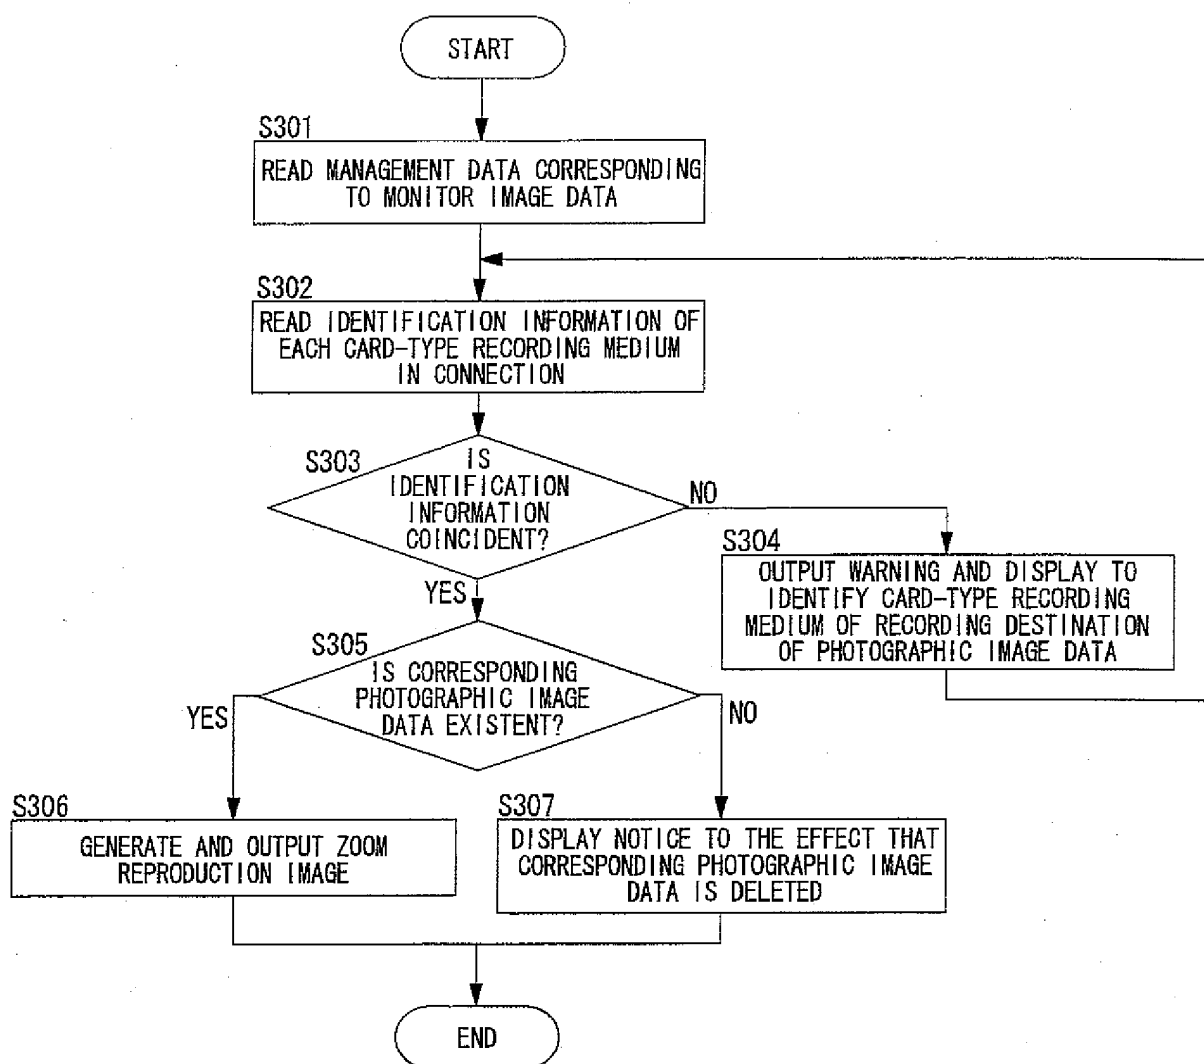 START
S301
READ MANAGEMENT DATA CORRESPONDING
TO MONITOR IMAGE DATA
S302
READ IDENTIFICATION INFORMATION OF
EACH CARD-TYPE RECORDING MEDIUM
IN CONNECTION
S303
IS
IDENTIFICATION
INFORMATION
COINCIDENT?
NO
YES
S304
OUTPUT WARNING AND DISPLAY TO
IDENTIFY CARD-TYPE RECORDING
MEDIUM OF RECORDING DESTINATION
OF PHOTOGRAPHIC IMAGE DATA
S305
IS CORRESPONDING
PHOTOGRAPHIC IMAGE
DATA EXISTENT?
YES
NO
S306
GENERATE AND OUTPUT ZOOM
REPRODUCTION IMAGE
S307
DISPLAY NOTICE TO THE EFFECT THAT
CORRESPONDING PHOTOGRAPHIC IMAGE
DATA IS DELETED
END